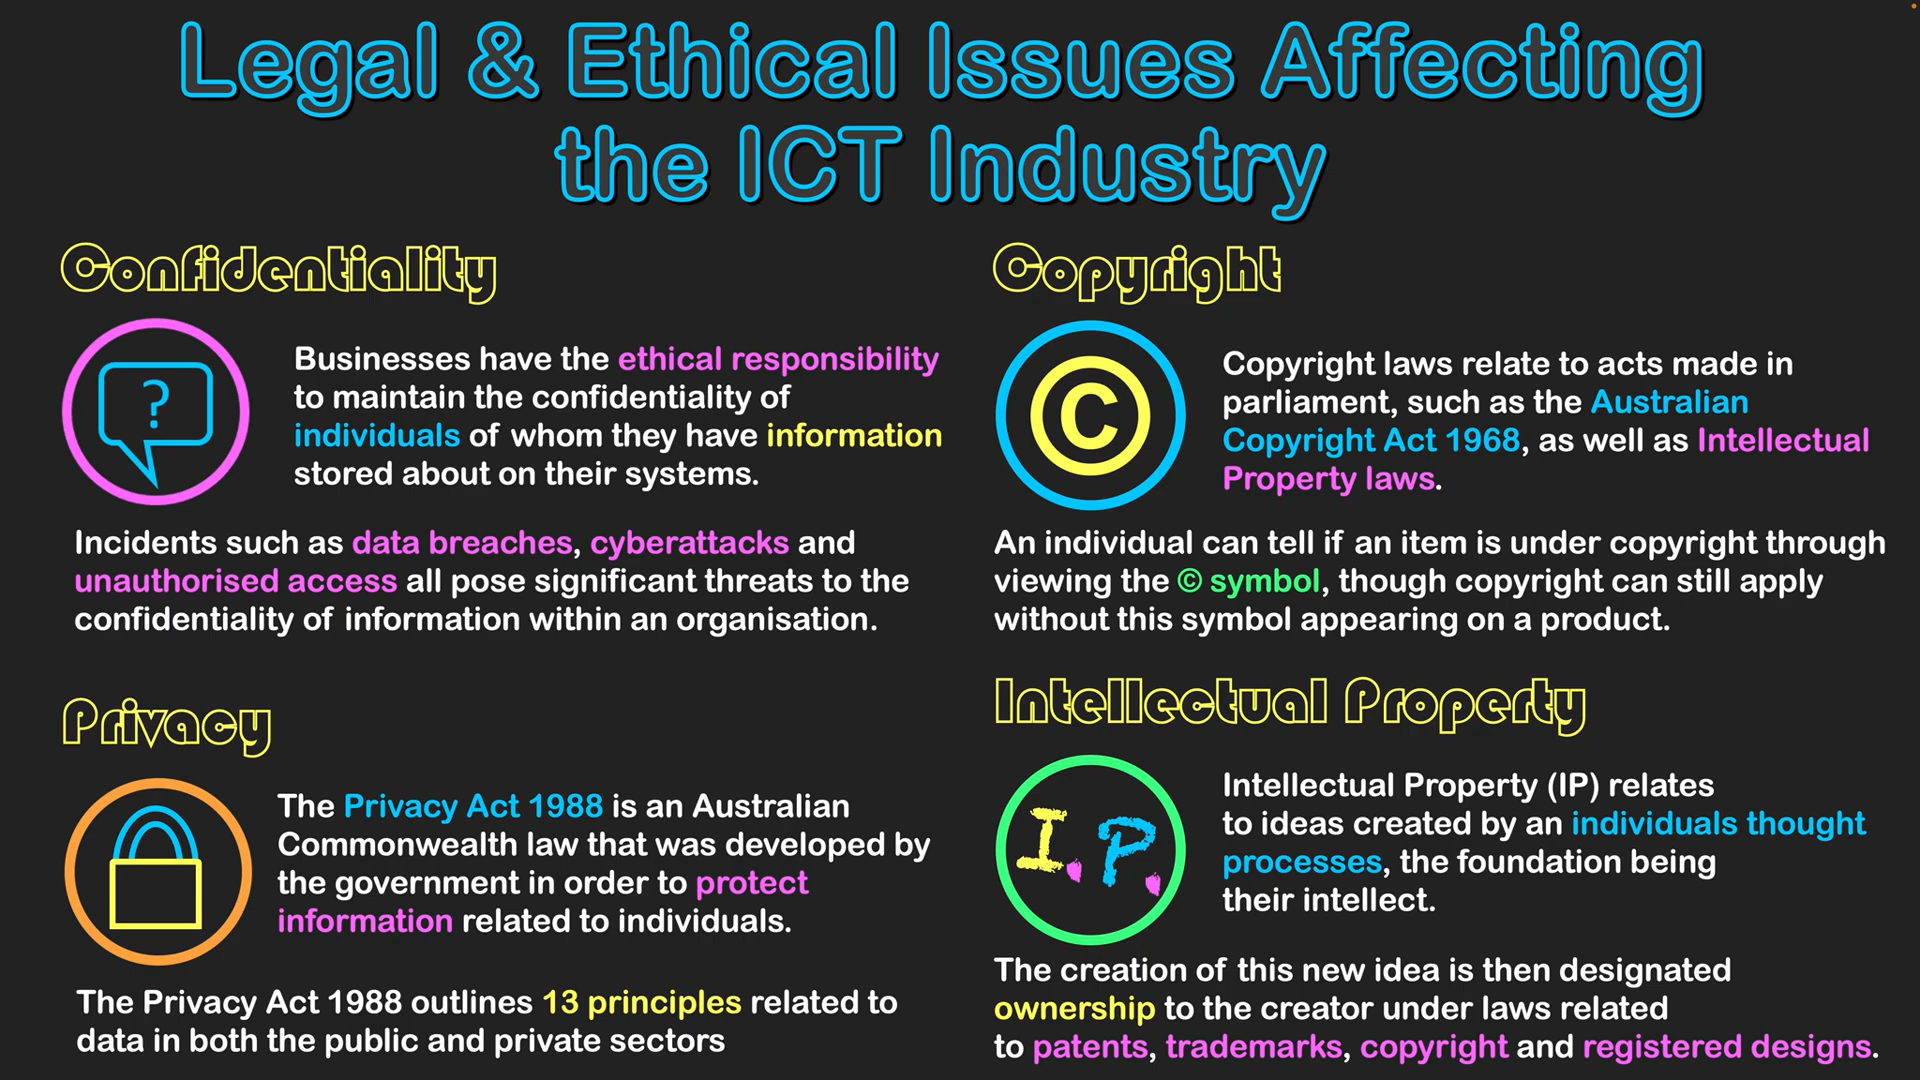 Legal & Ethical Issues Affecting
the ICT Industry
Confidentiality
?
Businesses have the ethical responsibility
to maintain the confidentiality of
individuals of whom they have information
stored about on their systems.
Incidents such as data breaches, cyberattacks and
unauthorised access all pose significant threats to the
confidentiality of information within an organisation.
Privacy
The Privacy Act 1988 is an Australian
Commonwealth law that was developed by
the government in order to protect
information related to individuals.
The Privacy Act 1988 outlines 13 principles related to
data in both the public and private sectors
Copyright
©
Copyright laws relate to acts made in
parliament, such as the Australian
Copyright Act 1968, as well as Intellectual
Property laws.
An individual can tell if an item is under copyright through
viewing the © symbol, though copyright can still apply
without this symbol appearing on a product.
Intellectual Property
I.P.
Intellectual Property (IP) relates
to ideas created by an individuals thought
processes, the foundation being
their intellect.
The creation of this new idea is then designated
ownership to the creator under laws related
to patents, trademarks, copyright and registered designs.